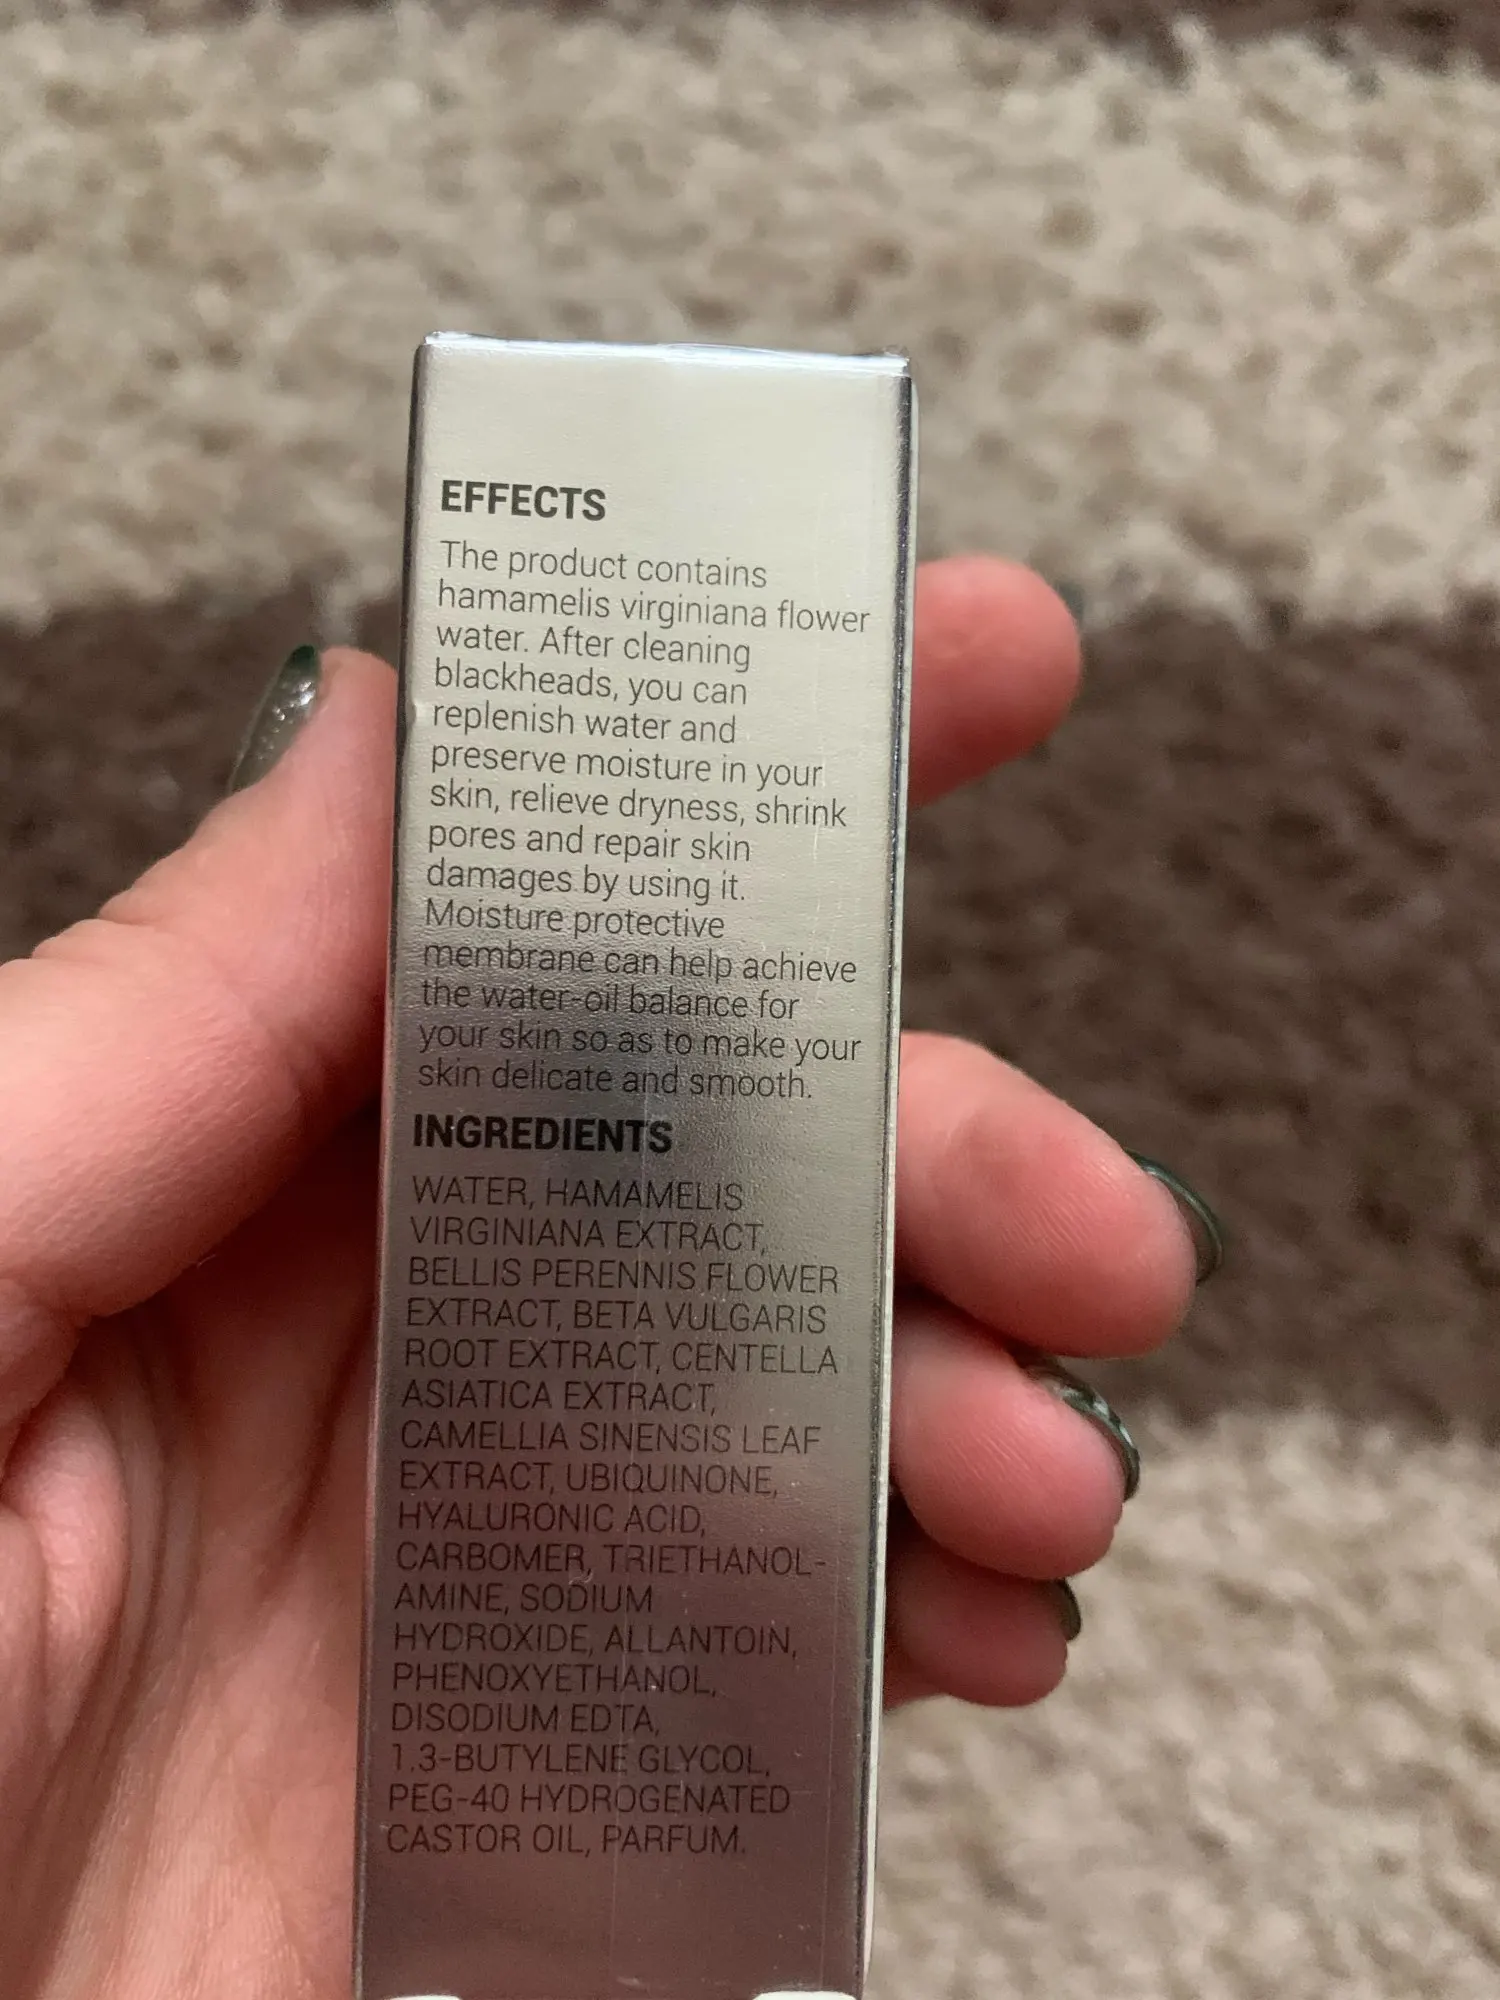 EFFECTS
The product contains
hamamelis virginiana flower
water. After cleaning
blackheads, you can
replenish water and
preserve moisture in your
skin, relieve dryness, shrink
pores and repair skin
damages by using it.
Moisture protective
membrane can help achieve
the water-oil balance for
your skin so as to make your
skin delicate and smooth.
INGREDIENTS
WATER, HAMAMELIS
VIRGINIANA EXTRACT,
BELLIS PERENNIS FLOWER
EXTRACT, BETA VULGARIS
ROOT EXTRACT, CENTELLA
ASIATICA EXTRACT,
CAMELLIA SINENSIS LEAF
EXTRACT, UBIQUINONE,
HYALURONIC ACID,
CARBOMER, TRIETHANOL-
AMINE, SODIUM
HYDROXIDE, ALLANTOIN,
PHENOXYETHANOL,
DISODIUM EDTA,
1.3-BUTYLENE GLYCOL,
PEG-40 HYDROGENATED
CASTOR OIL, PARFUM.